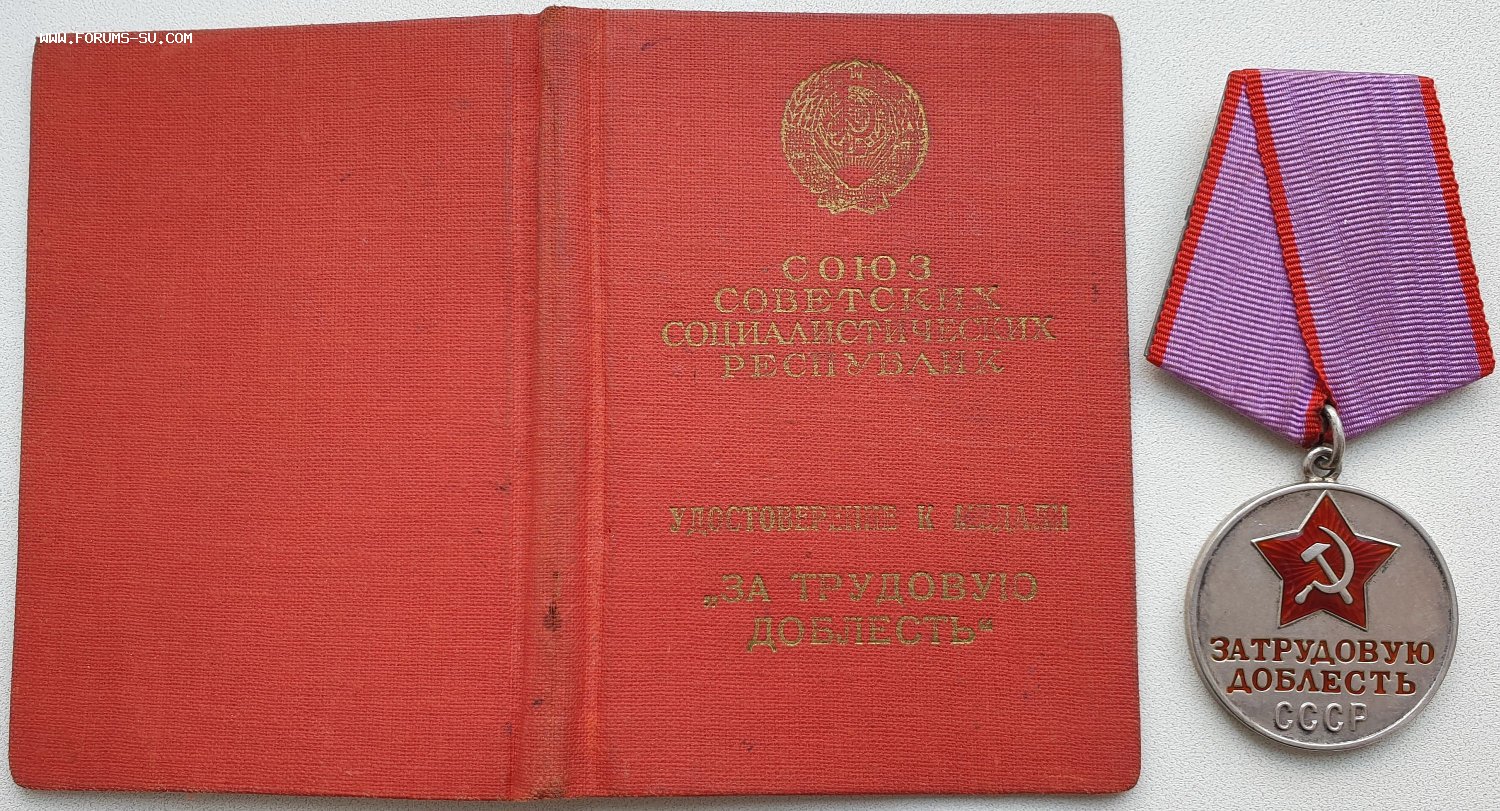 www.forums-su.com
СОЮЗ
СОВЕТСКИХ
СОЦИАЛИСТИЧЕСКИХ
РЕСПУБЛИК
УДОСТОВЕРЕНИЕ К МЕДАЛИ
„ЗА ТРУДОВУЮ
ДОБЛЕСТЬ“
ЗА ТРУДОВУЮ
ДОБЛЕСТЬ
СССР